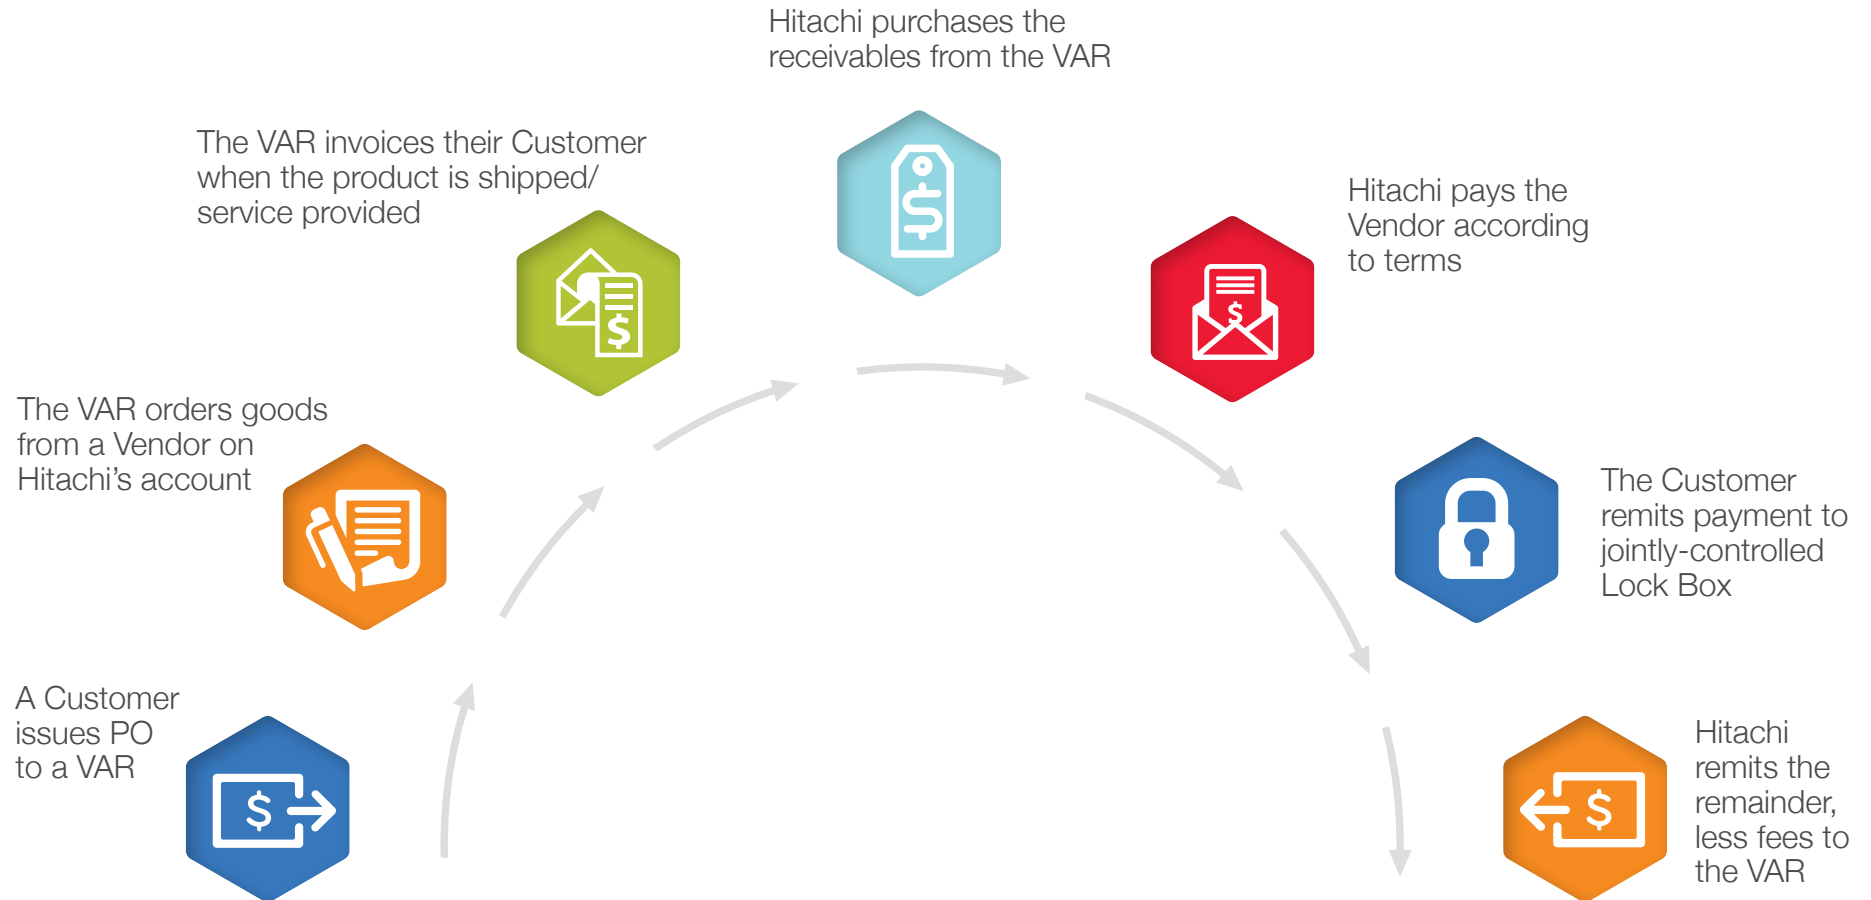 Hitachi purchases the
receivables from the VAR
The VAR invoices their Customer
when the product is shipped/
service provided
Hitachi pays the
Vendor according
to terms
The VAR orders goods
from a Vendor on
Hitachi’s account
The Customer
remits payment to
jointly-controlled
Lock Box
A Customer
issues PO
to a VAR
Hitachi
remits the
remainder,
less fees to
the VAR
$
$
$
$
$